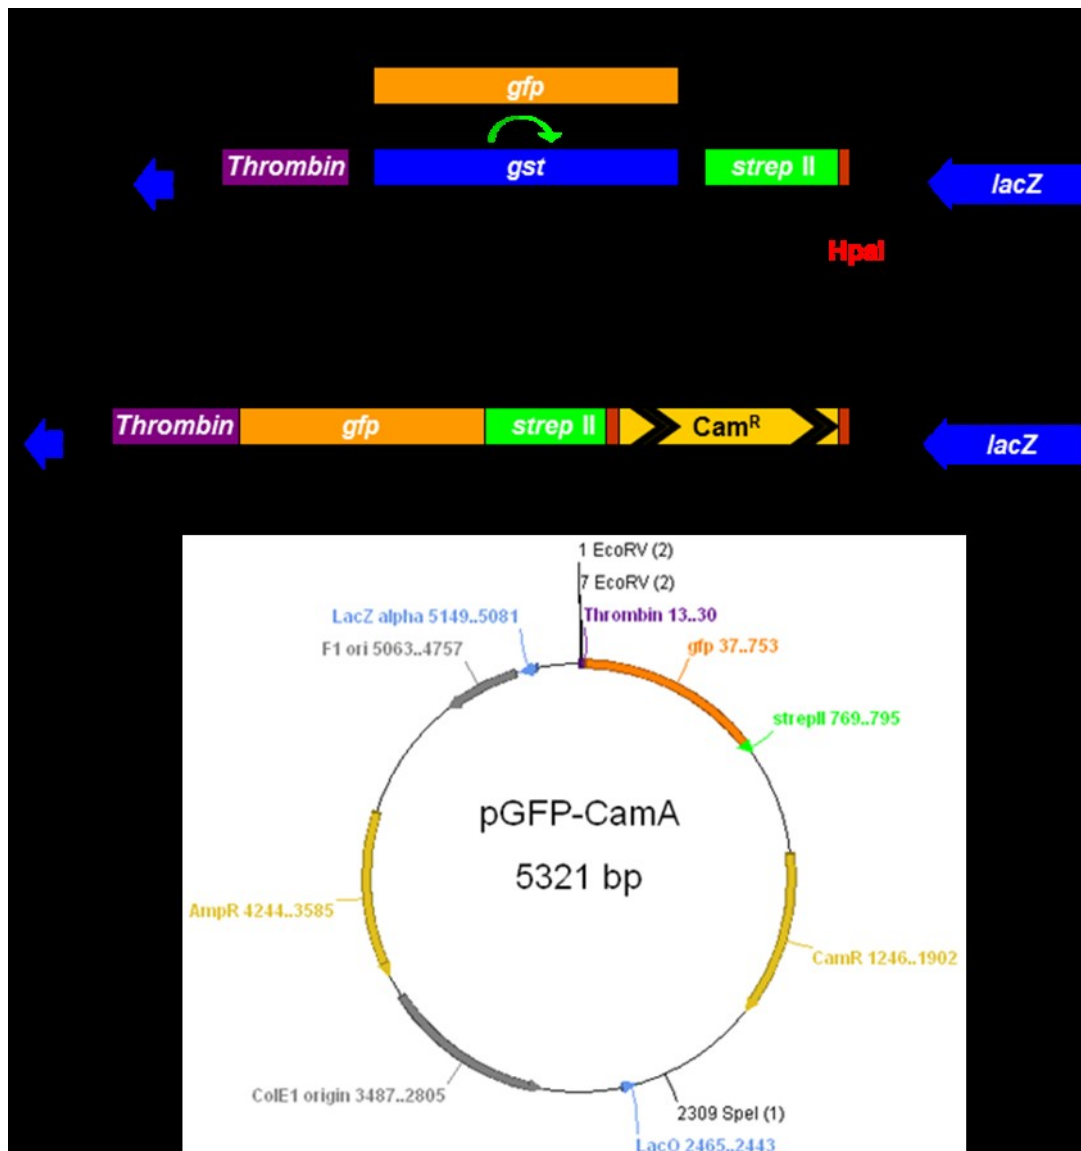 gfp
Thrombin gst strep II lacZ
HpaI
Thrombin gfp strep II Cam^R lacZ
1 EcoRV (2)
7 EcoRV (2)
LacZ alpha 5149..5081 Thrombin 13..30
F1 ori 5063..4757 gfp 37..753
strepII 769..795
pGFP-CamA
5321 bp
AmpR 4244..3585
CamR 1246..1902
ColE1 origin 3487..2805
2309 SpeI (1)
LacO 2465..2443